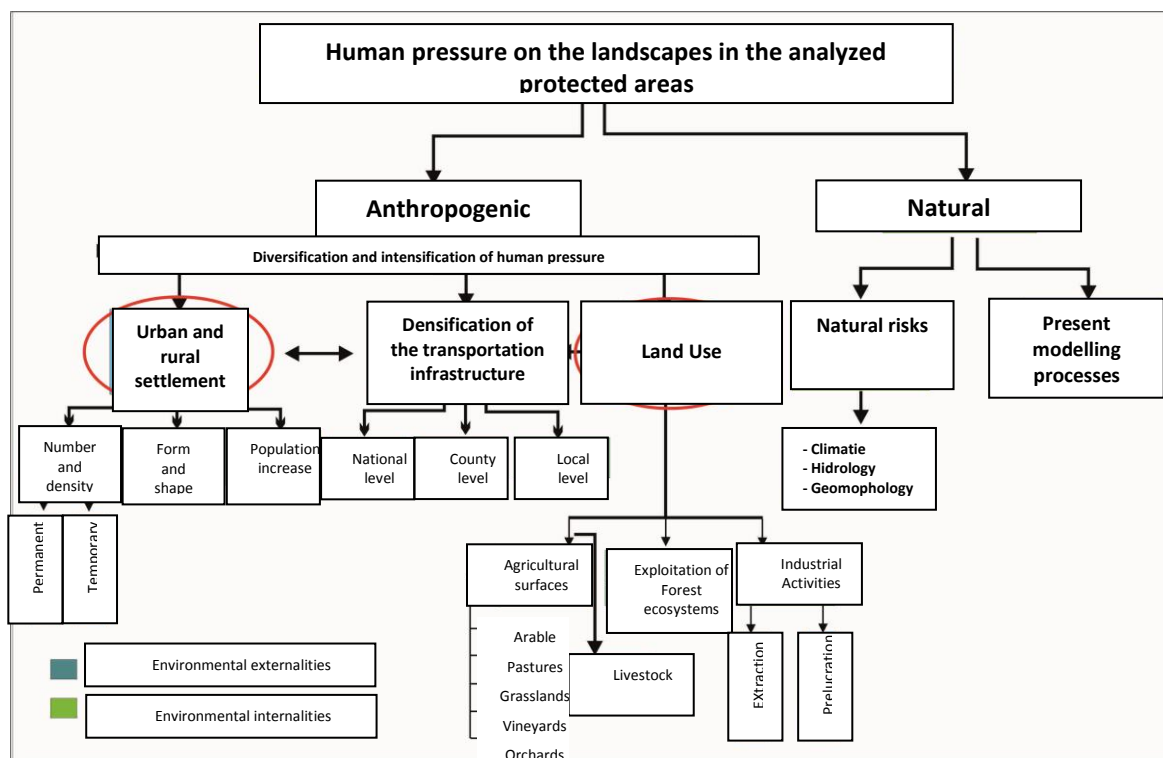 Human pressure on the landscapes in the analyzed
protected areas
Anthropogenic
Natural
Diversification and intensification of human pressure
Urban and
rural
settlement
Densification of
the transportation
infrastructure
Land Use
Natural risks
Present
modelling
processes
Number
and
density
Form
and
shape
Population
increase
National
level
County
level
Local
level
- Climatie
- Hidrology
- Geomophology
Permanent
Temporary
Agricultural
surfaces
Exploitation of
Forest
ecosystems
Industrial
Activities
Arable
Pastures
Grasslands
Vineyards
Orchards
Livestock
EXtraction
Prelucration
Environmental externalities
Environmental internalities